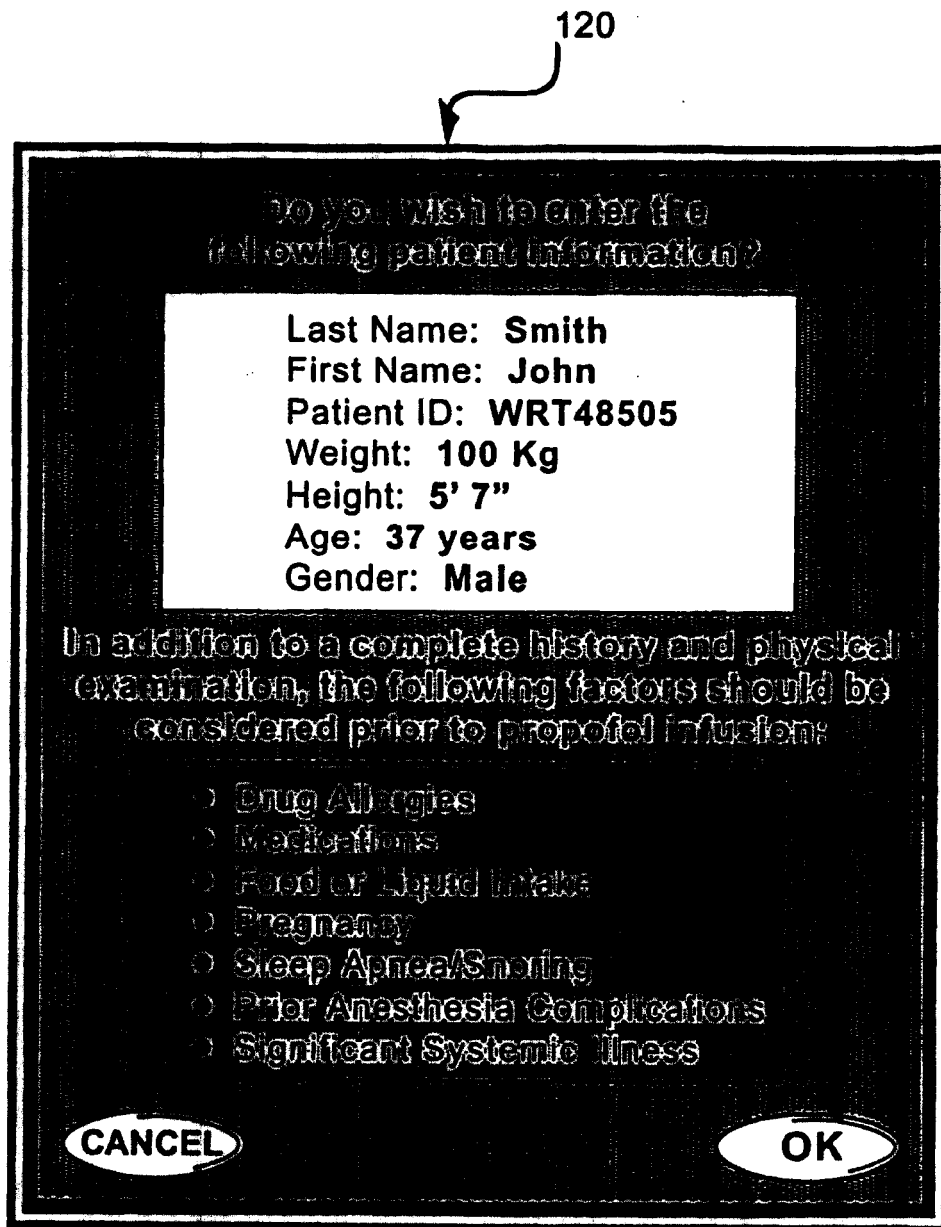 120
Do you wish to enter the
following patient information?
Last Name: Smith
First Name: John
Patient ID: WRT48505
Weight: 100 Kg
Height: 5' 7”
Age: 37 years
Gender: Male
In addition to a complete history and physical
examination, the following factors should be
considered prior to propofol infusion:
Drug Allergies
Medications
Food or Liquid Intake
Pregnancy
Sleep Apnea/Snoring
Prior Anesthesia Complications
Significant Systemic Illness
CANCEL
OK